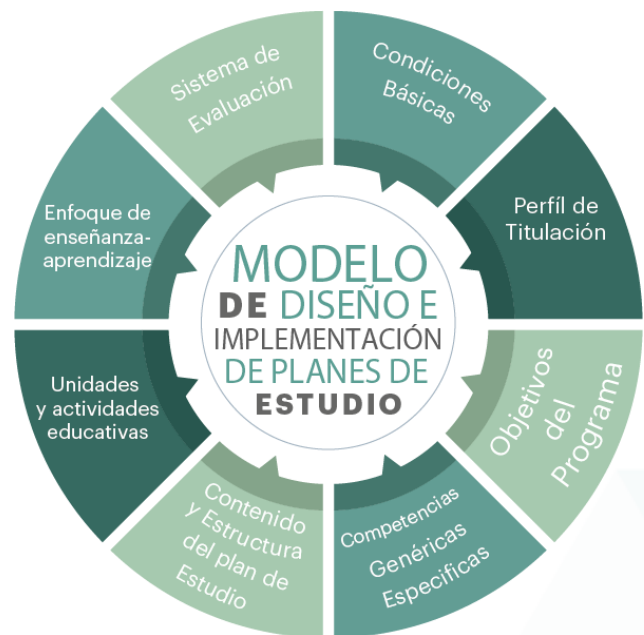 MODELO
DE DISEÑO E
IMPLEMENTACIÓN
DE PLANES DE
ESTUDIO
Condiciones
Básicas
Perfíl de
Titulación
Objetivos
del
Programa
Competencias
Genéricas
Especificas
Contenido
y Estructura
del plan de
Estudio
Unidades
y actividades
educativas
Enfoque de
enseñanza-
aprendizaje
Sistema de
Evaluación